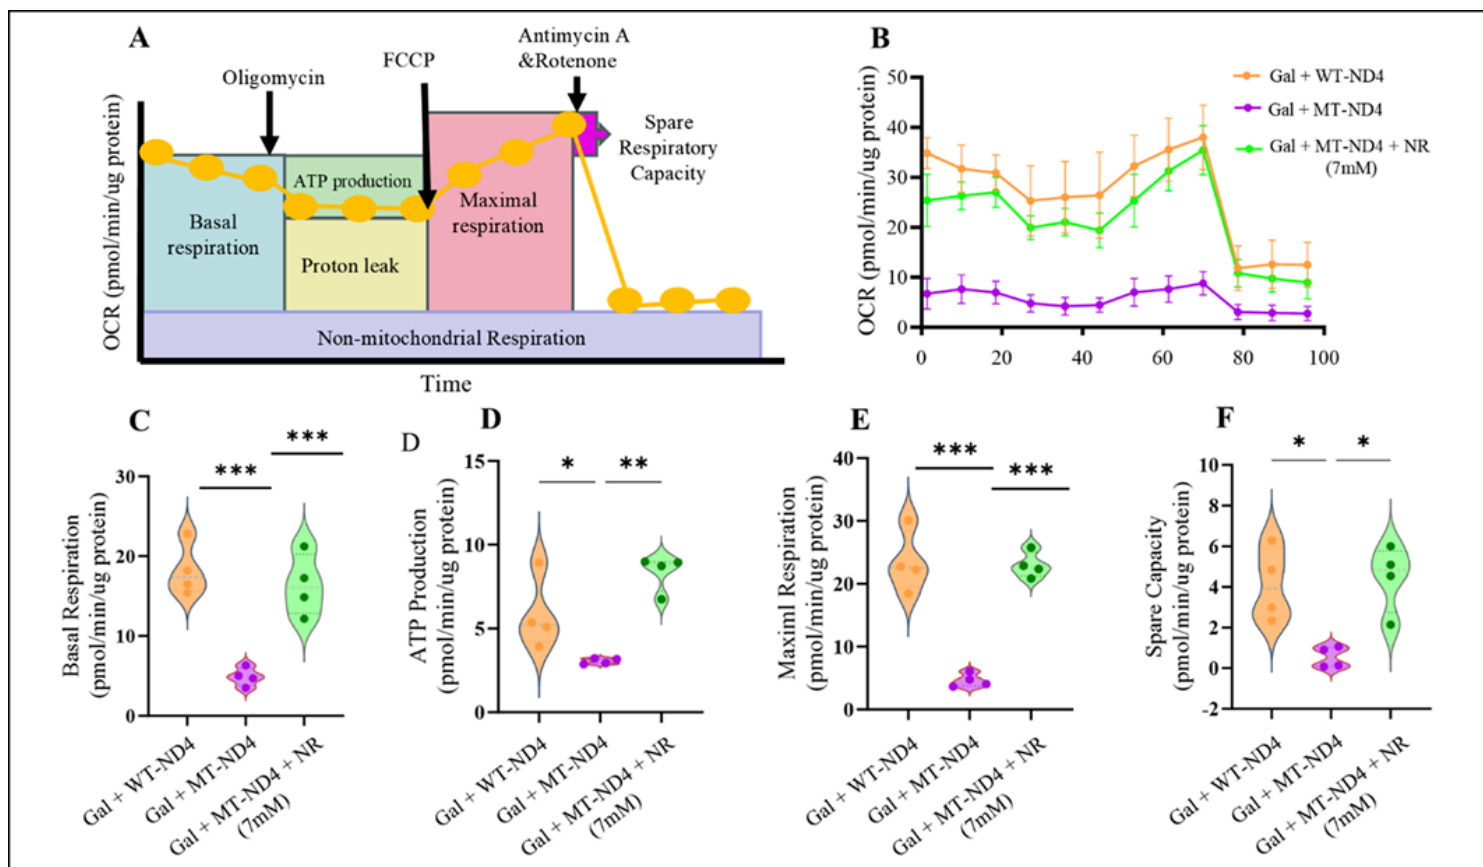 A
Antimycin A
&Rotenone
FCCP
Oligomycin
OCR (pmol/min/ug protein)
ATP production
Basal
respiration
Proton leak
Maximal
respiration
Spare
Respiratory
Capacity
Non-mitochondrial Respiration
Time
B
OCR (pmol/min/ug protein)
50
40
30
20
10
0
0 20 40 60 80 100
Gal + WT-ND4
Gal + MT-ND4
Gal + MT-ND4 + NR
(7mM)
C
*** ***
Basal Respiration
(pmol/min/ug protein)
30
20
10
0
Gal + WT-ND4
Gal + MT-ND4
Gal + MT-ND4 + NR
(7mM)
D
D
* **
ATP Production
(pmol/min/ug protein)
15
10
5
0
Gal + WT-ND4
Gal + MT-ND4
Gal + MT-ND4 + NR
(7mM)
E
*** ***
Maximl Respiration
(pmol/min/ug protein)
40
30
20
10
0
Gal + WT-ND4
Gal + MT-ND4
Gal + MT-ND4 + NR
(7mM)
F
* *
Spare Capacity
(pmol/min/ug protein)
10
8
6
4
2
0
-2
Gal + WT-ND4
Gal + MT-ND4
Gal + MT-ND4 + NR
(7mM)